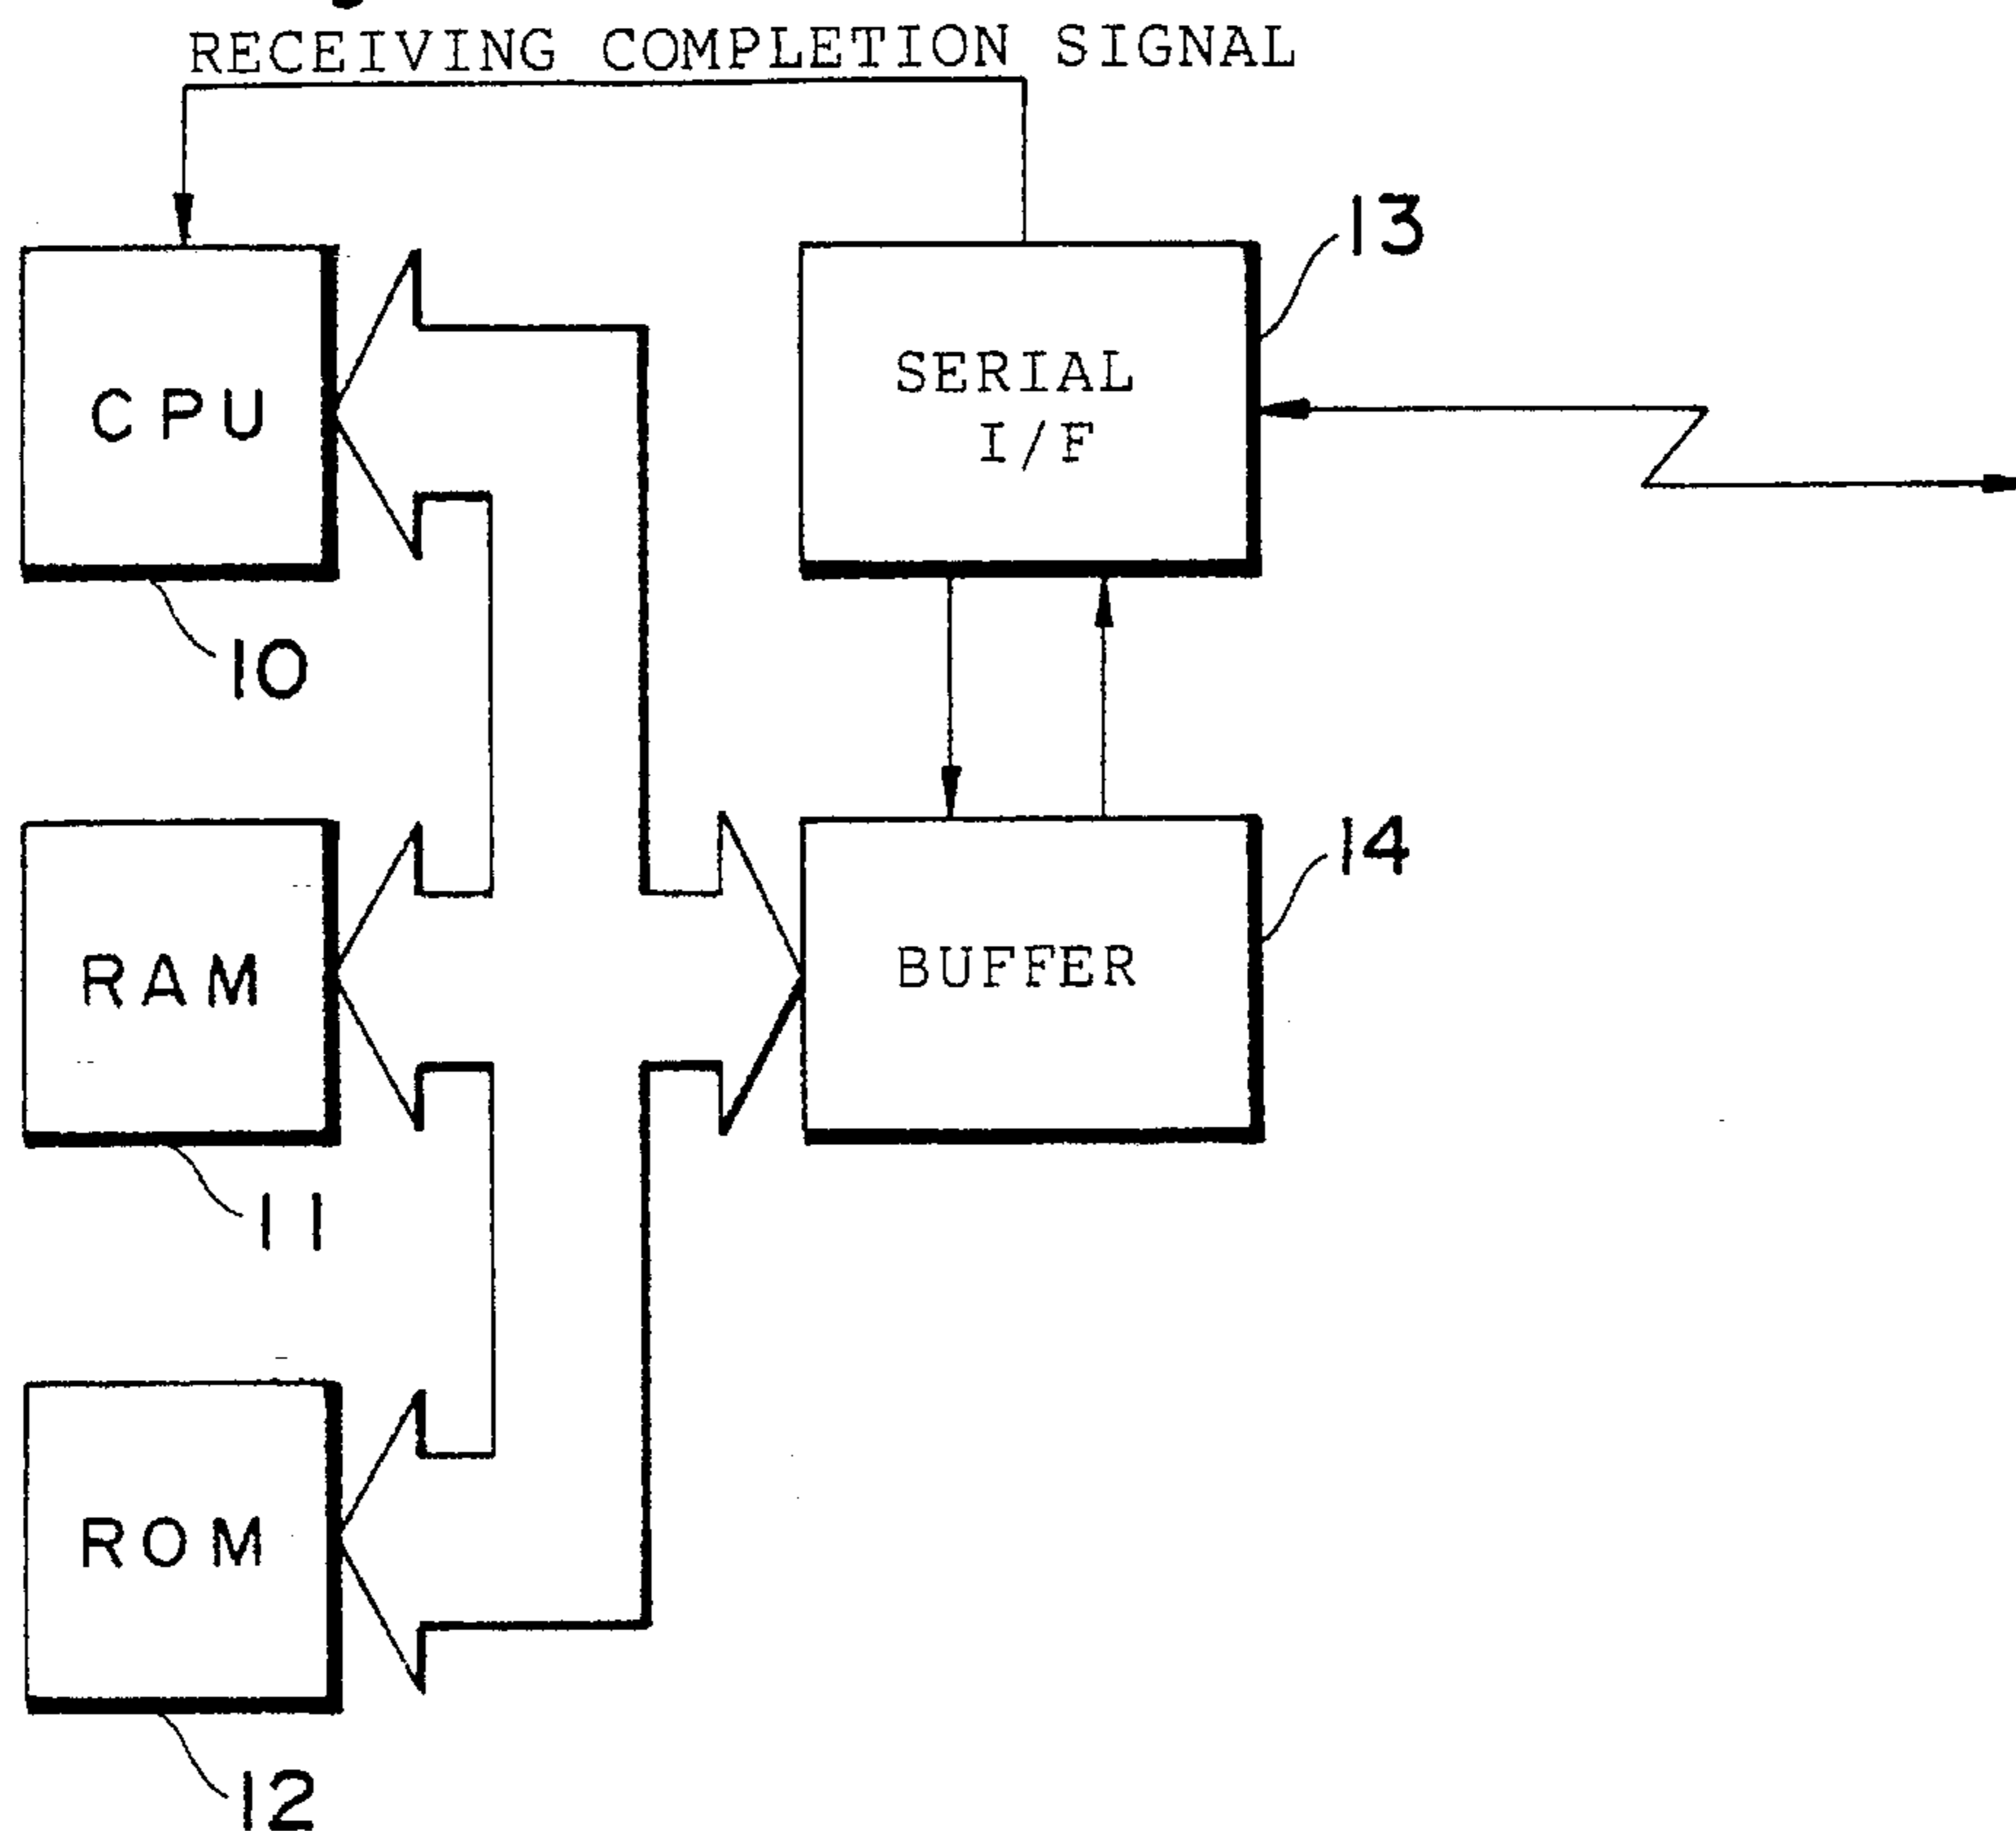 RECEIVING COMPLETION SIGNAL
13
SERIAL
I/F
CPU
10
14
BUFFER
RAM
11
ROM
12